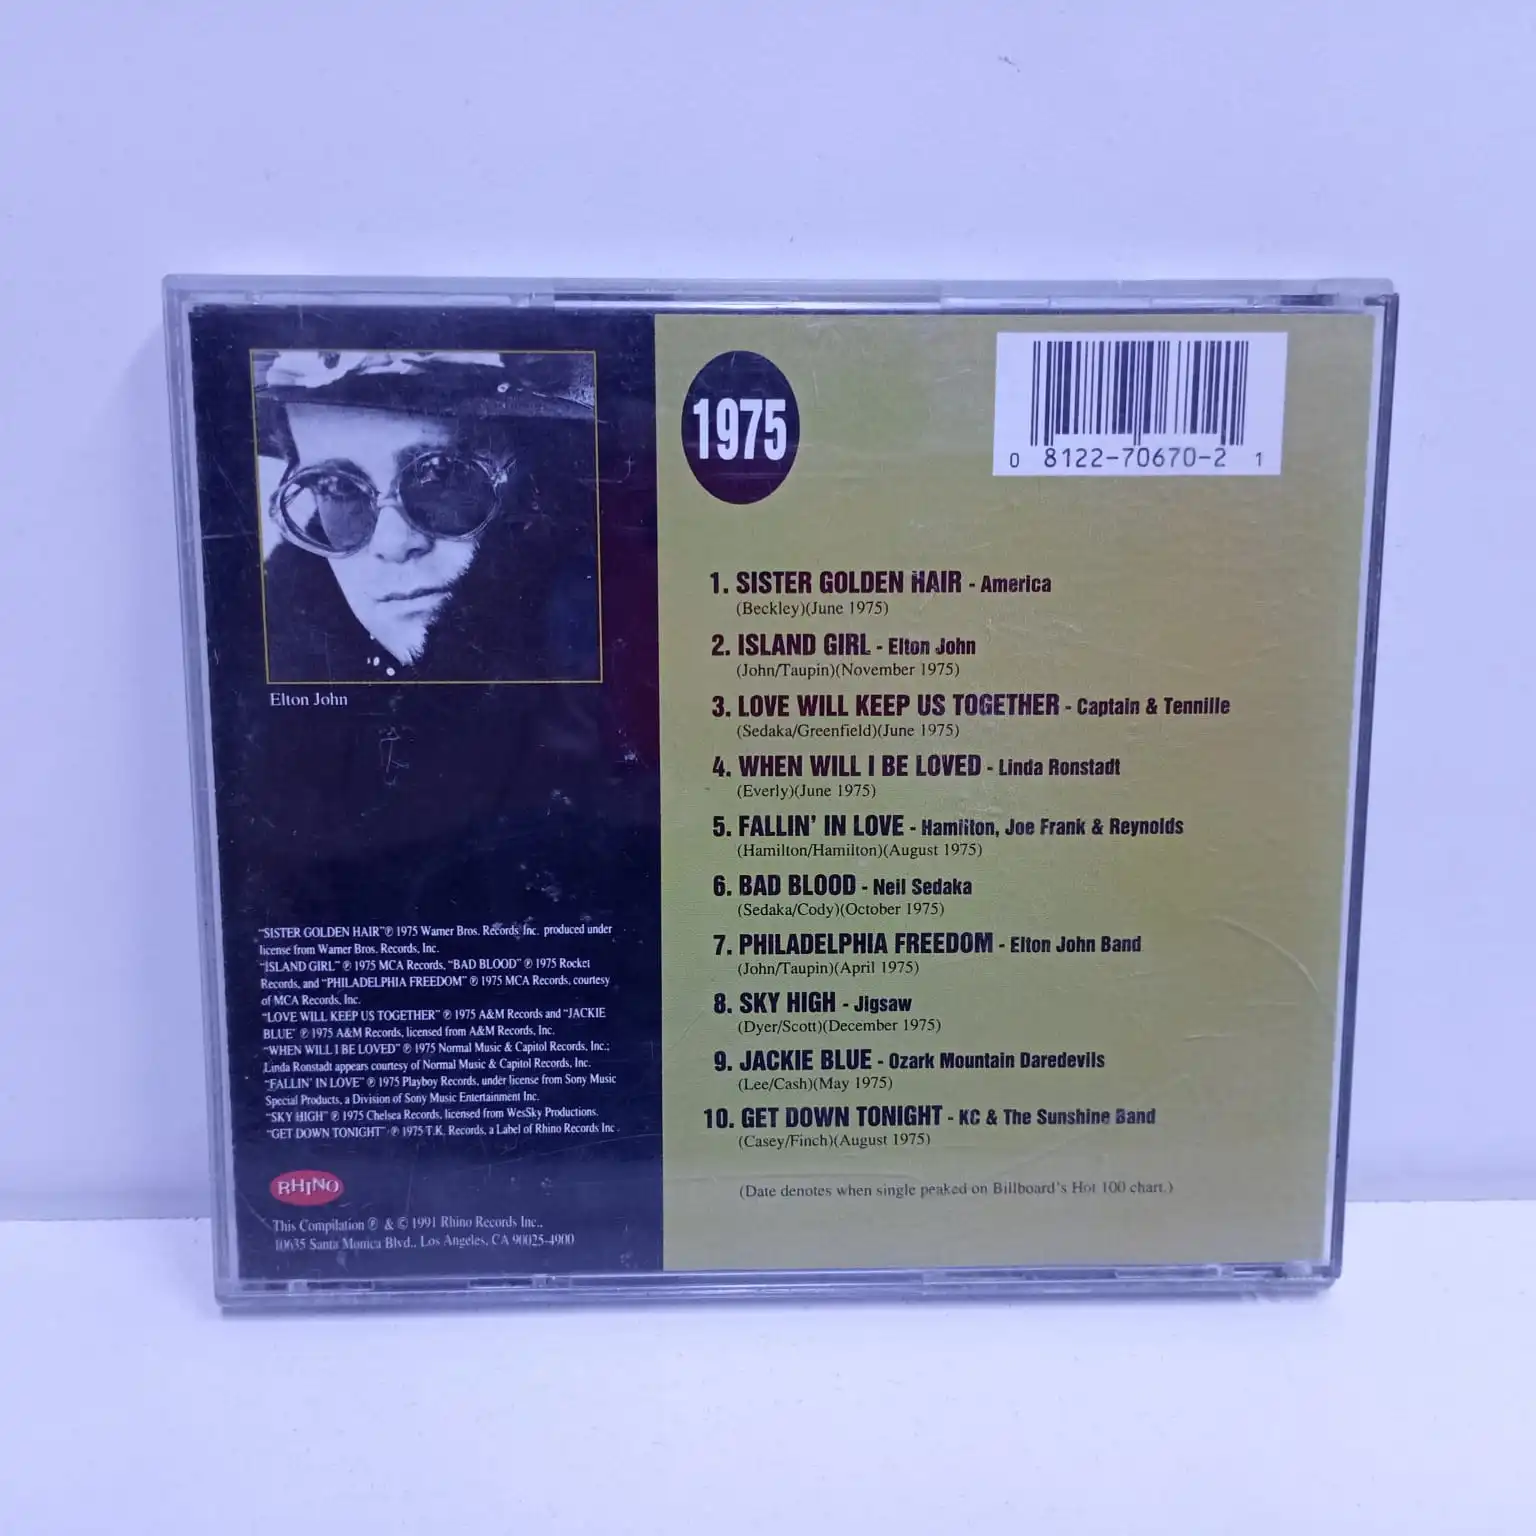 Elton John
"SISTER GOLDEN HAIR"℗ 1975 Warner Bros. Records, Inc. produced under
license from Warner Bros. Records, Inc.
"ISLAND GIRL" ℗ 1975 MCA Records, "BAD BLOOD" ℗ 1975 Rocket
Records, and "PHILADELPHIA FREEDOM" ℗ 1975 MCA Records, courtesy
of MCA Records, Inc.
"LOVE WILL KEEP US TOGETHER" ℗ 1975 A&M Records and "JACKIE
BLUE" ℗ 1975 A&M Records, licensed from A&M Records, Inc.
"WHEN WILL I BE LOVED" ℗ 1975 Normal Music & Capitol Records, Inc.;
Linda Ronstadt appears courtesy of Normal Music & Capitol Records, Inc.
"FALLIN' IN LOVE" ℗ 1975 Playboy Records, under license from Sony Music
Special Products, a Division of Sony Music Entertainment Inc.
"SKY HIGH" ℗ 1975 Chelsea Records, licensed from WesSky Productions.
"GET DOWN TONIGHT" ℗ 1975 T.K. Records, a Label of Rhino Records Inc.
RHINO
This Compilation ℗ & © 1991 Rhino Records Inc.,
10635 Santa Monica Blvd., Los Angeles, CA 90025-4900
1975
0 8122-70670-2 1
1. SISTER GOLDEN HAIR - America
(Beckley)(June 1975)
2. ISLAND GIRL - Elton John
(John/Taupin)(November 1975)
3. LOVE WILL KEEP US TOGETHER - Captain & Tennille
(Sedaka/Greenfield)(June 1975)
4. WHEN WILL I BE LOVED - Linda Ronstadt
(Everly)(June 1975)
5. FALLIN' IN LOVE - Hamilton, Joe Frank & Reynolds
(Hamilton/Hamilton)(August 1975)
6. BAD BLOOD - Neil Sedaka
(Sedaka/Cody)(October 1975)
7. PHILADELPHIA FREEDOM - Elton John Band
(John/Taupin)(April 1975)
8. SKY HIGH - Jigsaw
(Dyer/Scott)(December 1975)
9. JACKIE BLUE - Ozark Mountain Daredevils
(Lee/Cash)(May 1975)
10. GET DOWN TONIGHT - KC & The Sunshine Band
(Casey/Finch)(August 1975)
(Date denotes when single peaked on Billboard's Hot 100 chart.)